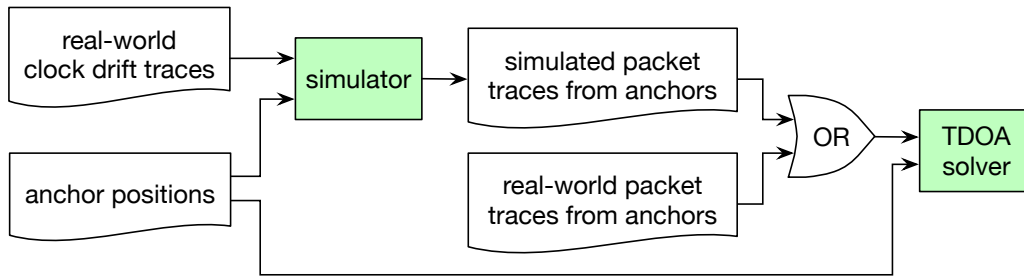 real-world
clock drift traces
simulator
simulated packet
traces from anchors
OR
TDOA
solver
anchor positions
real-world packet
traces from anchors